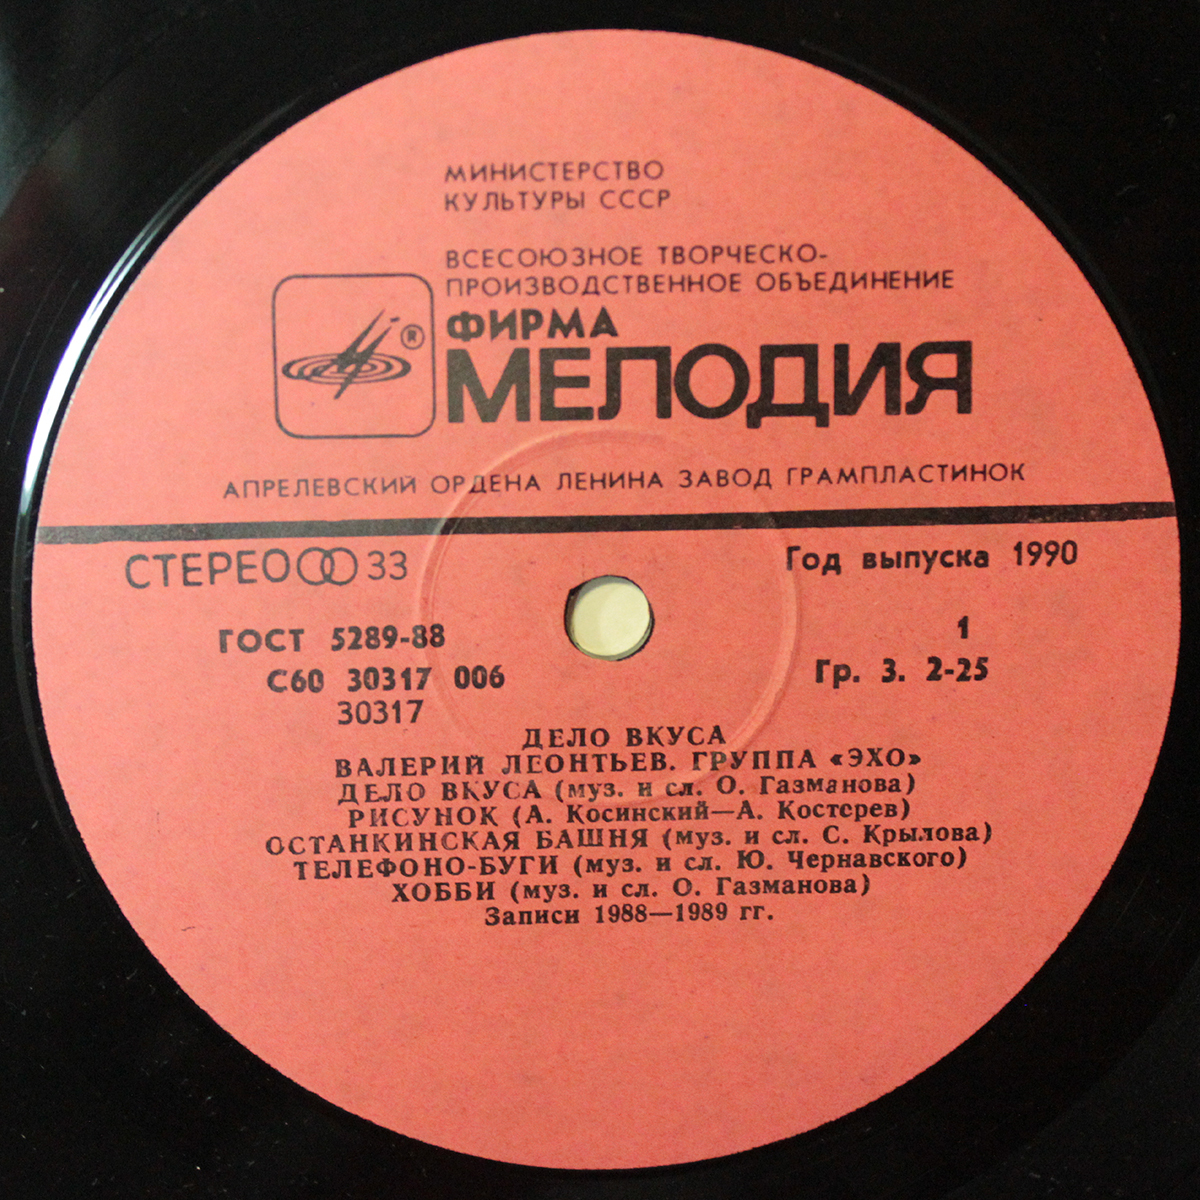 МИНИСТЕРСТВО
КУЛЬТУРЫ СССР
ВСЕСОЮЗНОЕ ТВОРЧЕСКО-
ПРОИЗВОДСТВЕННОЕ ОБЪЕДИНЕНИЕ
ФИРМА
®
МЕЛОДИЯ
АПРЕЛЕВСКИЙ ОРДЕНА ЛЕНИНА ЗАВОД ГРАМПЛАСТИНОК
СТЕРЕО 33
Год выпуска 1990
ГОСТ 5289-88
1
С60 30317 006
Гр. 3. 2-25
30317
ДЕЛО ВКУСА
ВАЛЕРИЙ ЛЕОНТЬЕВ. ГРУППА «ЭХО»
ДЕЛО ВКУСА (муз. и сл. О. Газманова)
РИСУНОК (А. Косинский—А. Костерев)
ОСТАНКИНСКАЯ БАШНЯ (муз. и сл. С. Крылова)
ТЕЛЕФОНО-БУГИ (муз. и сл. Ю. Чернавского)
ХОББИ (муз. и сл. О. Газманова)
Записи 1988—1989 гг.